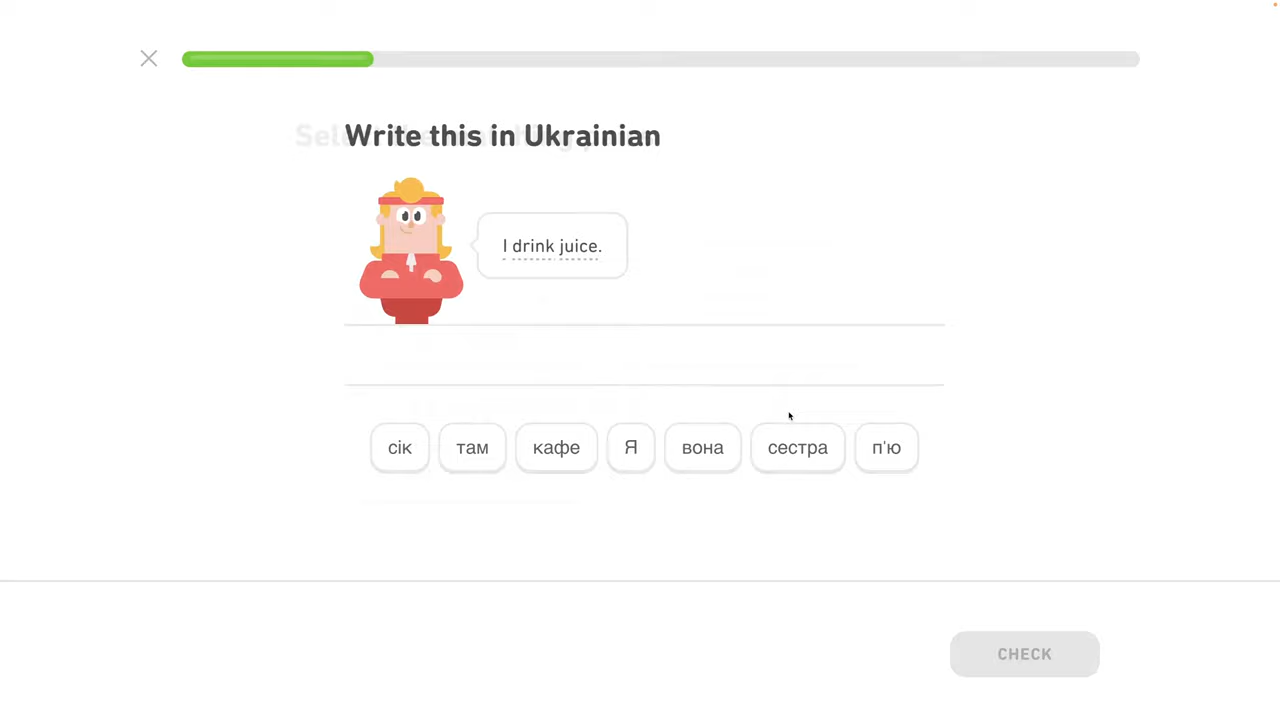 Write this in Ukrainian
I drink juice.
сік там кафе Я вона сестра п'ю
CHECK